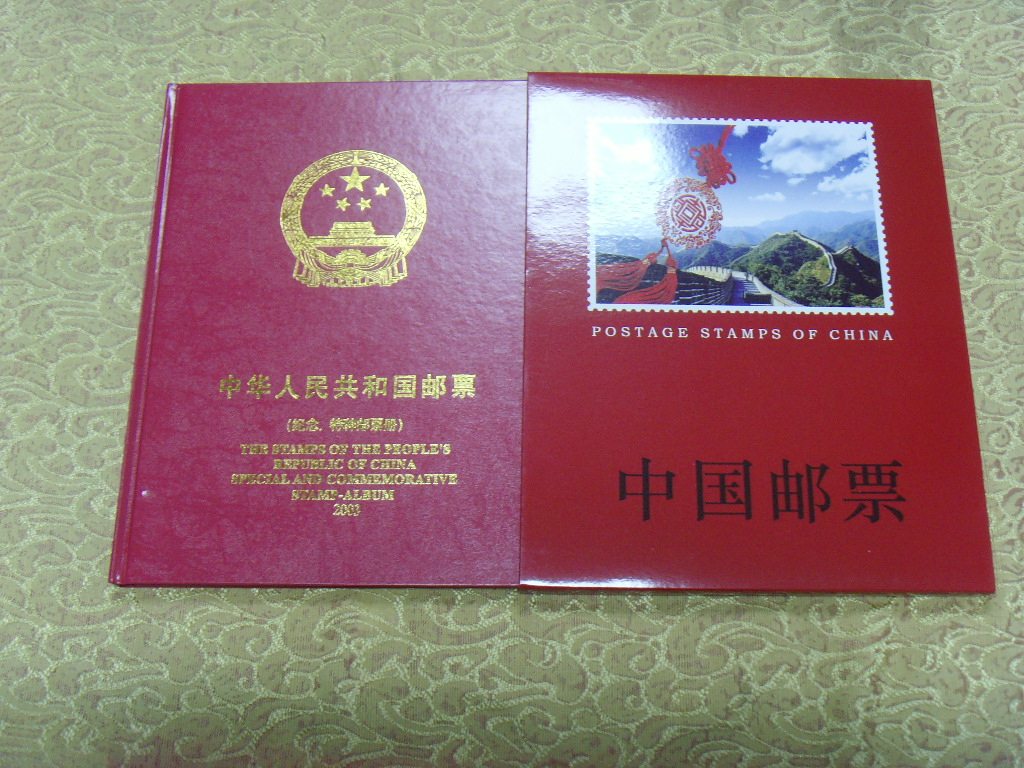 中华人民共和国邮票
(纪念、特种邮票册)
THE STAMPS OF THE PEOPLE'S
REPUBLIC OF CHINA
SPECIAL AND COMMEMORATIVE
STAMP-ALBUM
2003
POSTAGE STAMPS OF CHINA
中国邮票